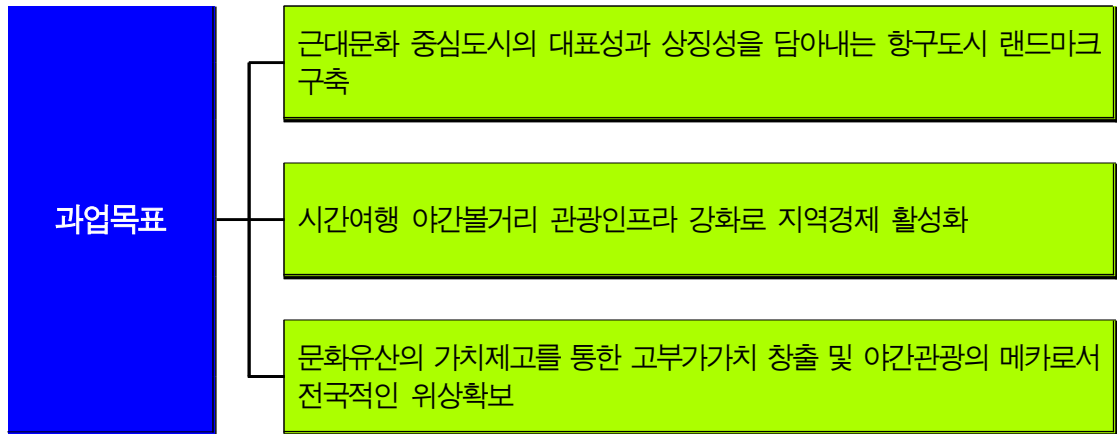 과업목표
근대문화 중심도시의 대표성과 상징성을 담아내는 항구도시 랜드마크
구축
시간여행 야간볼거리 관광인프라 강화로 지역경제 활성화
문화유산의 가치제고를 통한 고부가가치 창출 및 야간관광의 메카로서
전국적인 위상확보